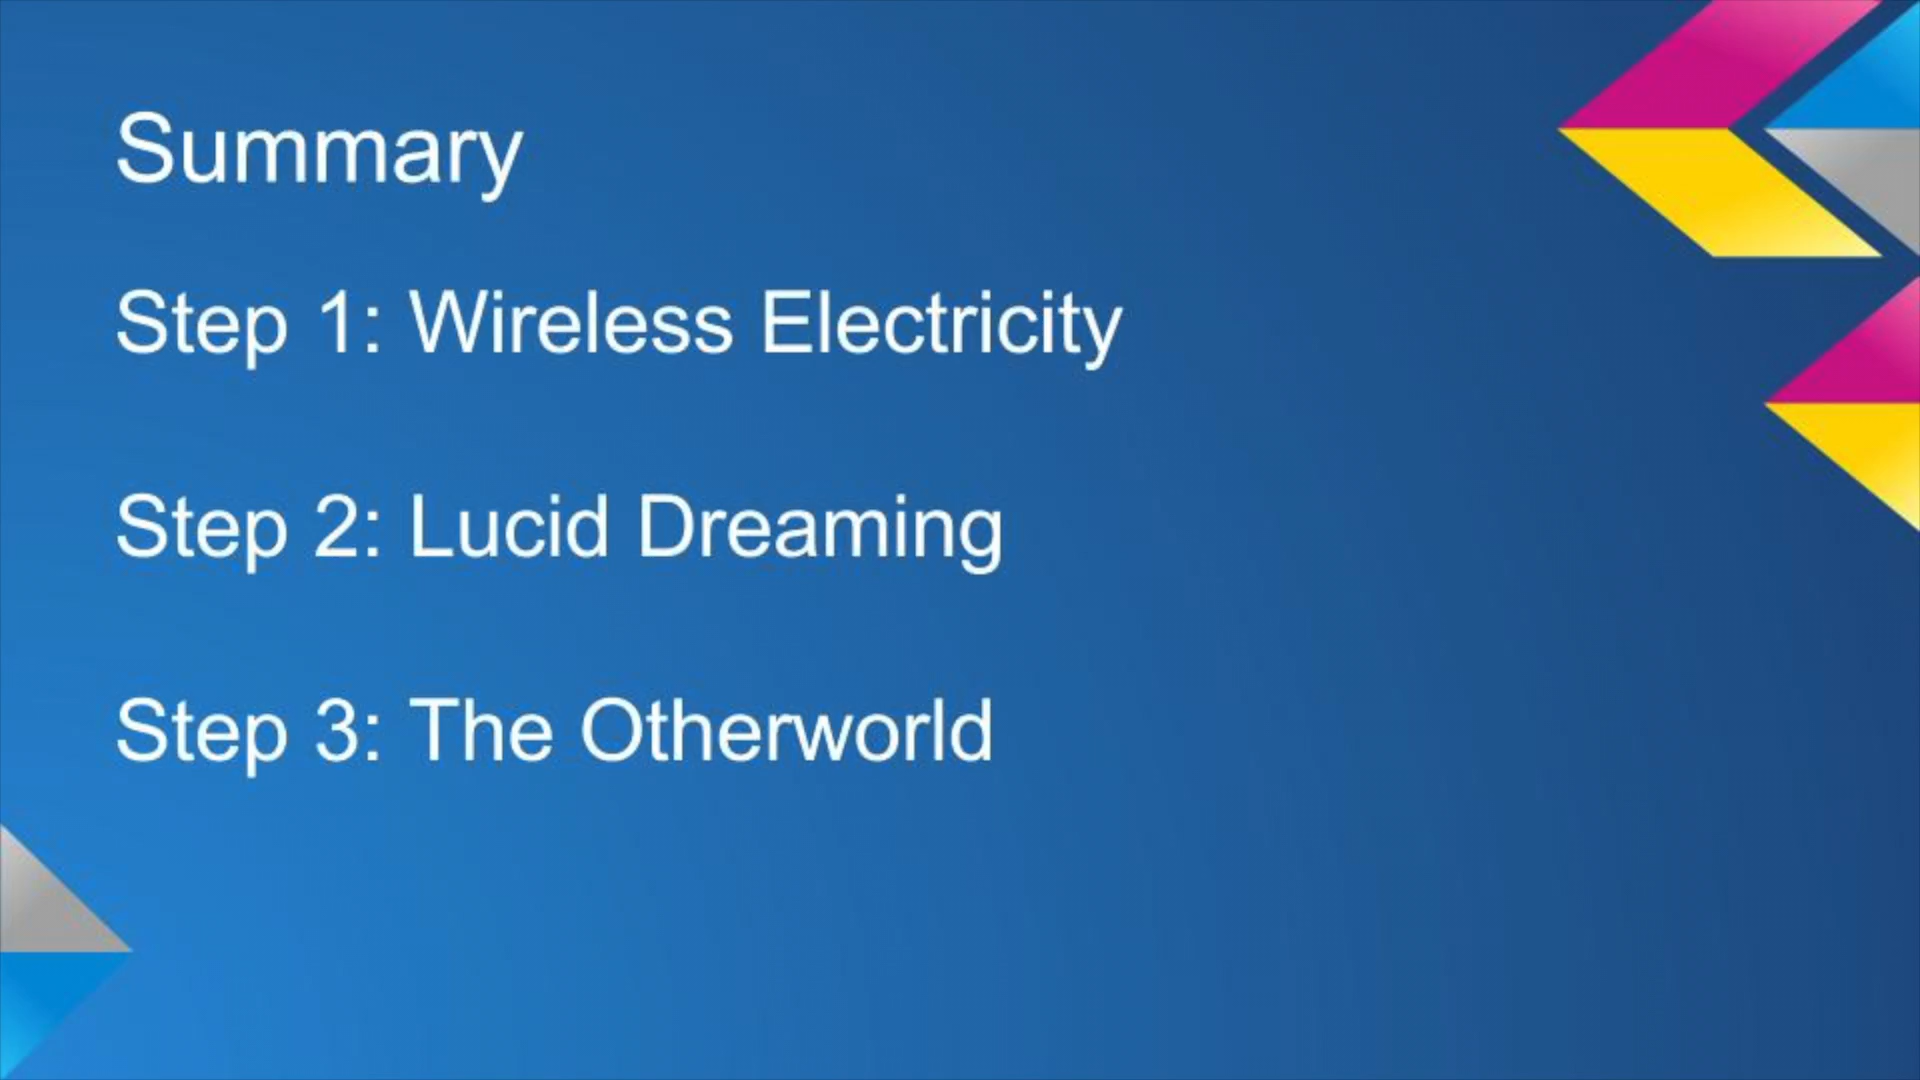 Summary
Step 1: Wireless Electricity
Step 2: Lucid Dreaming
Step 3: The Otherworld